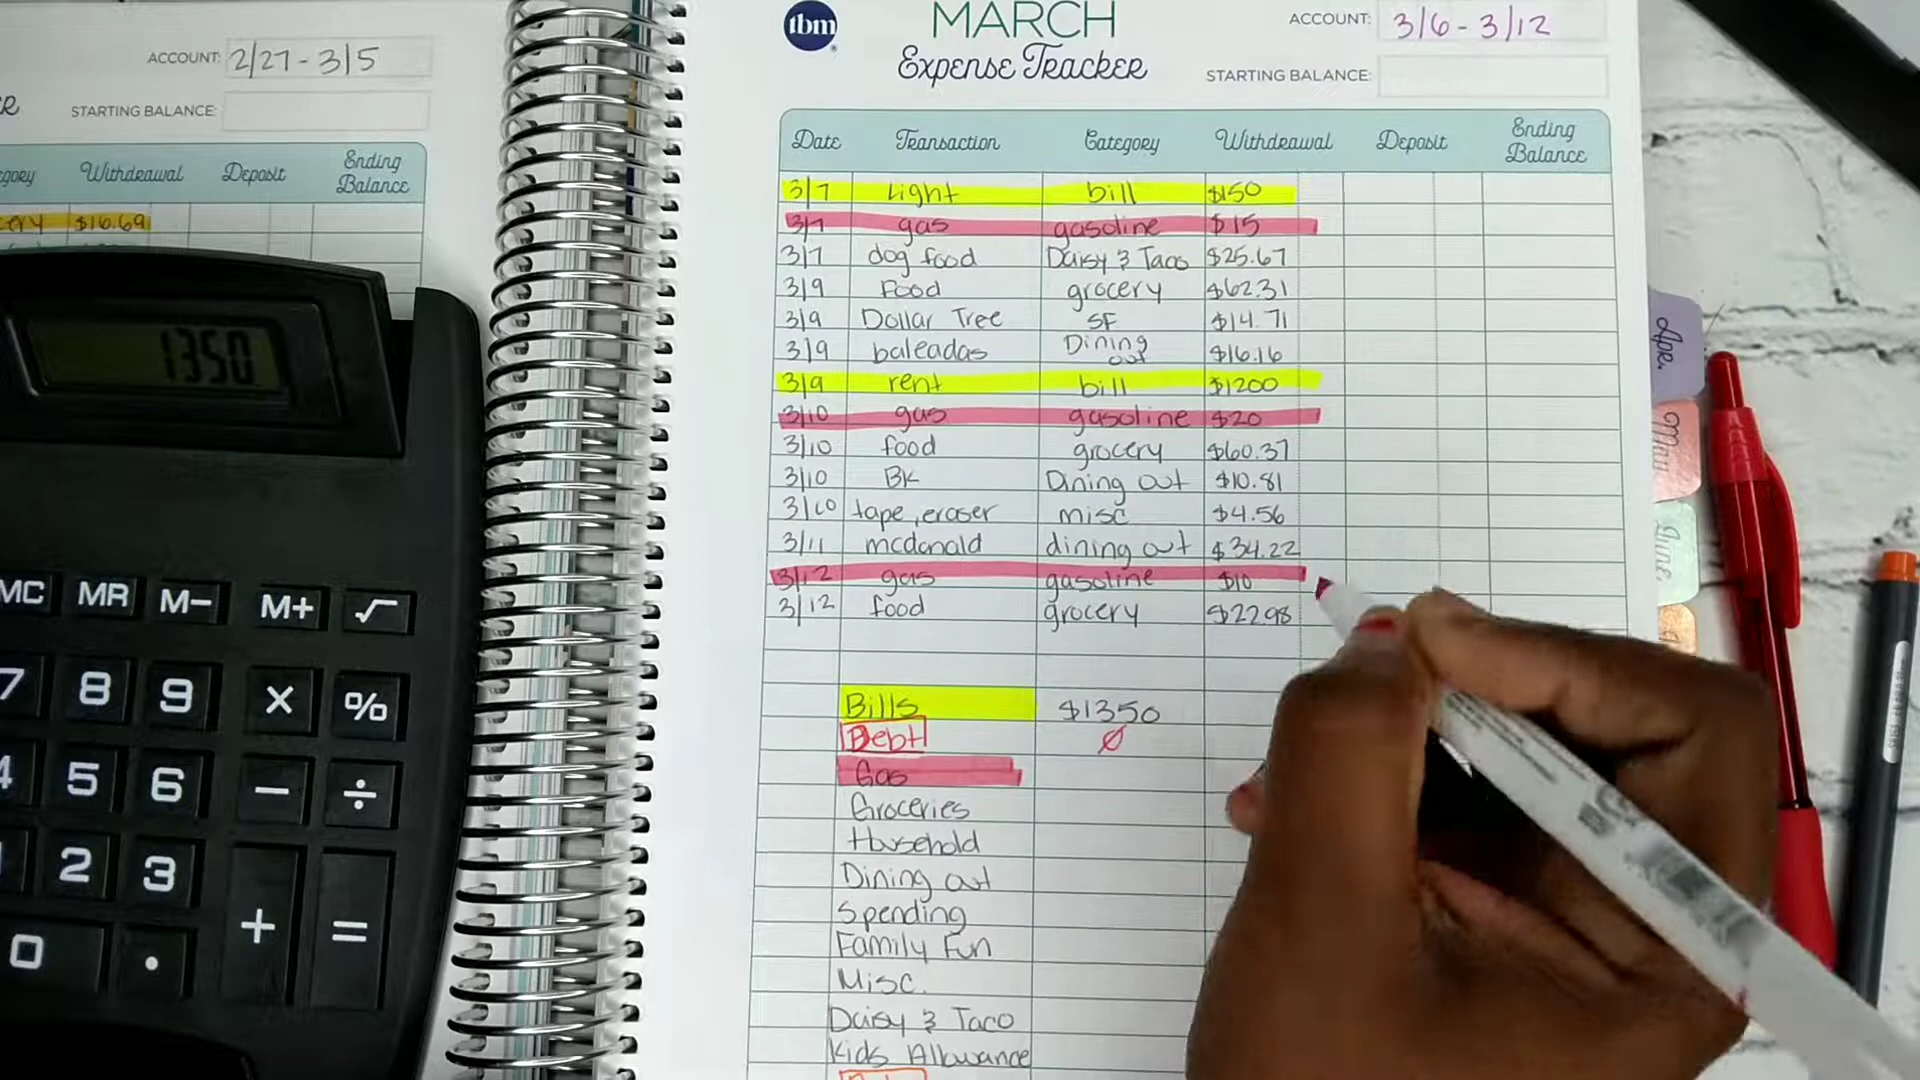 ACCOUNT: 2/27 - 3/5
STARTING BALANCE:
Withdrawal Deposit Ending Balance
$16.69
1350
MC MR M- M+ √
7 8 9 × %
4 5 6 − ÷
2 3 + =
0 .
tbm
MARCH
Expense Tracker
ACCOUNT: 3/6 - 3/12
STARTING BALANCE:
Date Transaction Category Withdrawal Deposit Ending Balance
3/7 Light bill $150
3/7 gas gasoline $15
3/7 dog food Daisy & Taco $25.67
3/9 Food grocery $62.31
3/9 Dollar Tree SF $14.71
3/9 baleadas Dining out $16.16
3/9 rent bill $1200
3/10 gas gasoline $20
3/10 food grocery $60.37
3/10 BK Dining out $10.81
3/10 tape, eraser misc $4.56
3/11 mcdonald dining out $34.22
3/12 gas gasoline $10
3/12 food grocery $22.98
Bills $1350
Debt Ø
Gas
Groceries
Household
Dining out
Spending
Family Fun
Misc.
Daisy & Taco
Kids Allowance
Apr.
May
June